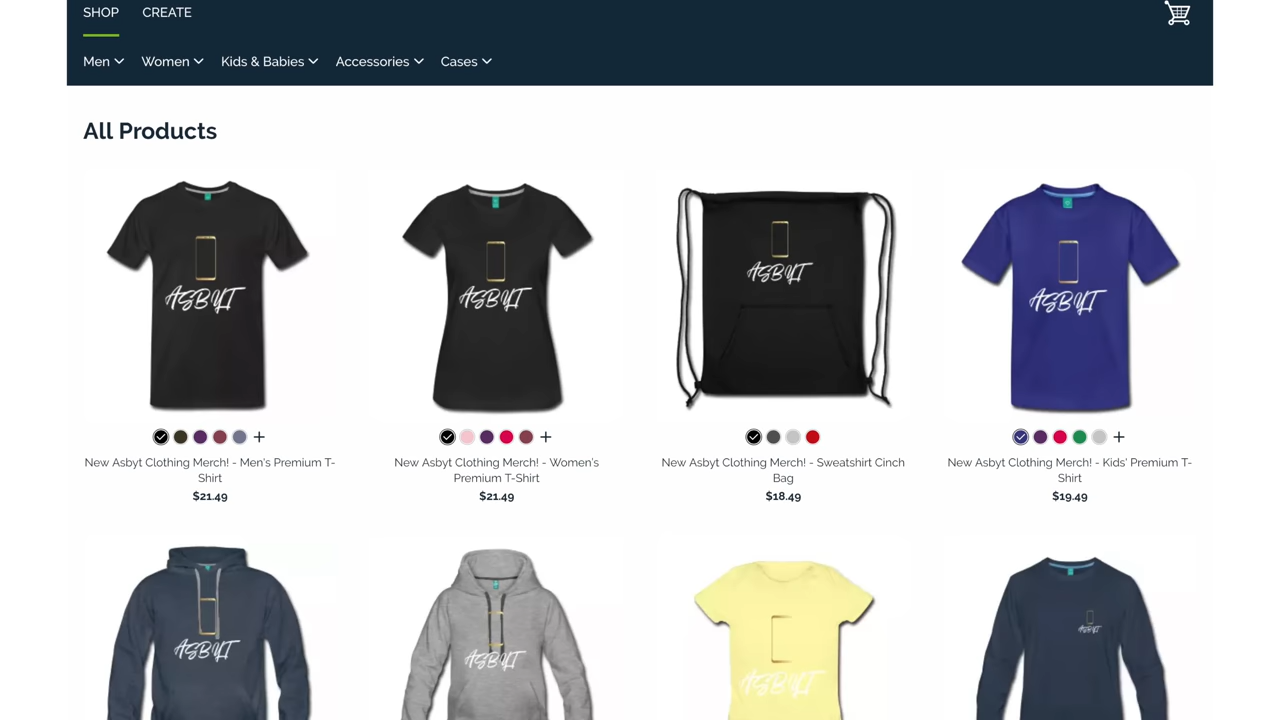 SHOP CREATE
Men Women Kids & Babies Accessories Cases
All Products
ASBYT
ASBYT
ASBYT
ASBYT
New Asbyt Clothing Merch! - Men's Premium T-
Shirt
$21.49
New Asbyt Clothing Merch! - Women's
Premium T-Shirt
$21.49
New Asbyt Clothing Merch! - Sweatshirt Cinch
Bag
$18.49
New Asbyt Clothing Merch! - Kids' Premium T-
Shirt
$19.49
ASBYT
ASBYT
ASBYT
ASBYT